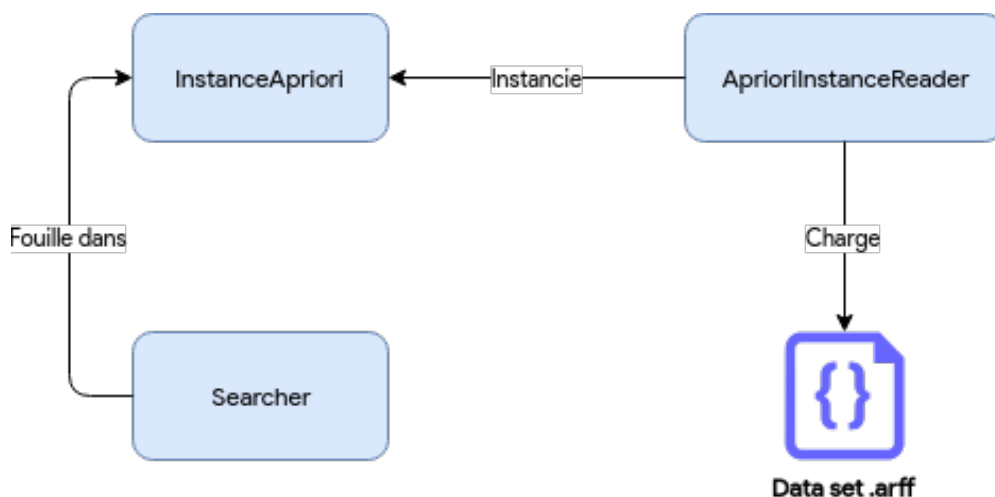 InstanceApriori
Instancie
AprioriInstanceReader
Fouille dans
Charge
Searcher
{}
Data set .arff